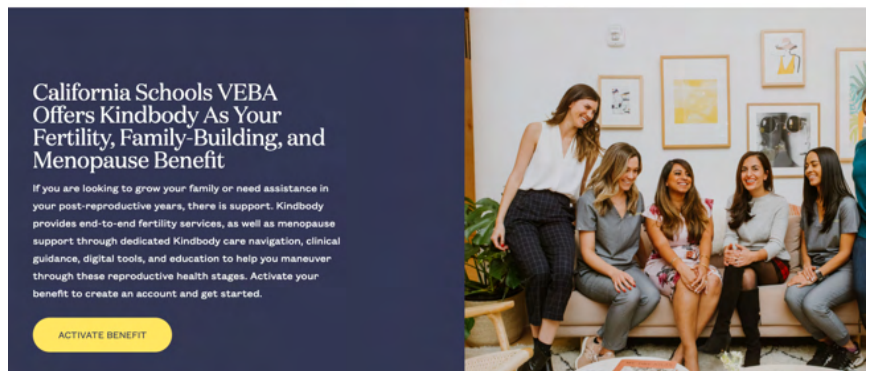 California Schools VEBA
Offers Kindbody As Your
Fertility, Family-Building, and
Menopause Benefit
If you are looking to grow your family or need assistance in
your post-reproductive years, there is support. Kindbody
provides end-to-end fertility services, as well as menopause
support through dedicated Kindbody care navigation, clinical
guidance, digital tools, and education to help you maneuver
through these reproductive health stages. Activate your
benefit to create an account and get started.
ACTIVATE BENEFIT